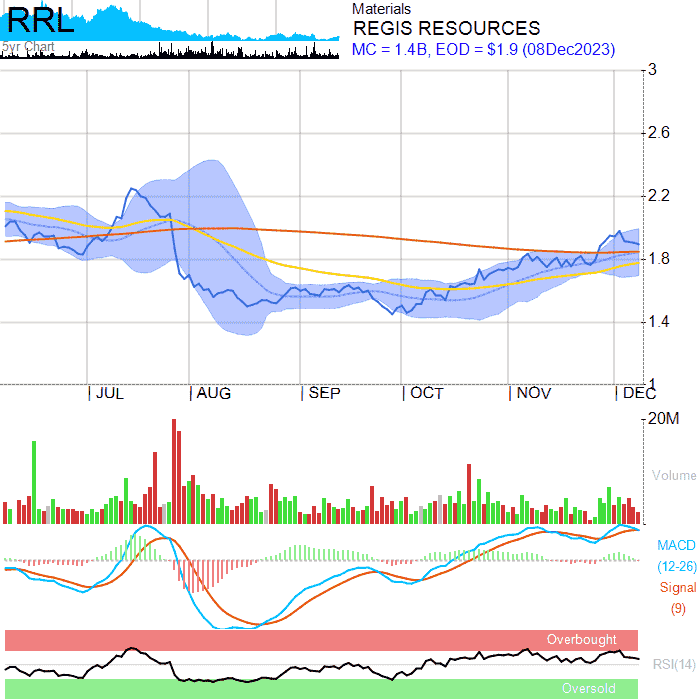 RRL
5yr Chart
Materials
REGIS RESOURCES
MC = 1.4B, EOD = $1.9 (08Dec2023)
3
2.6
2.2
1.8
1.4
1
JUL AUG SEP OCT NOV DEC
20M
Volume
MACD
(12-26)
Signal
(9)
Overbought
RSI(14)
Oversold